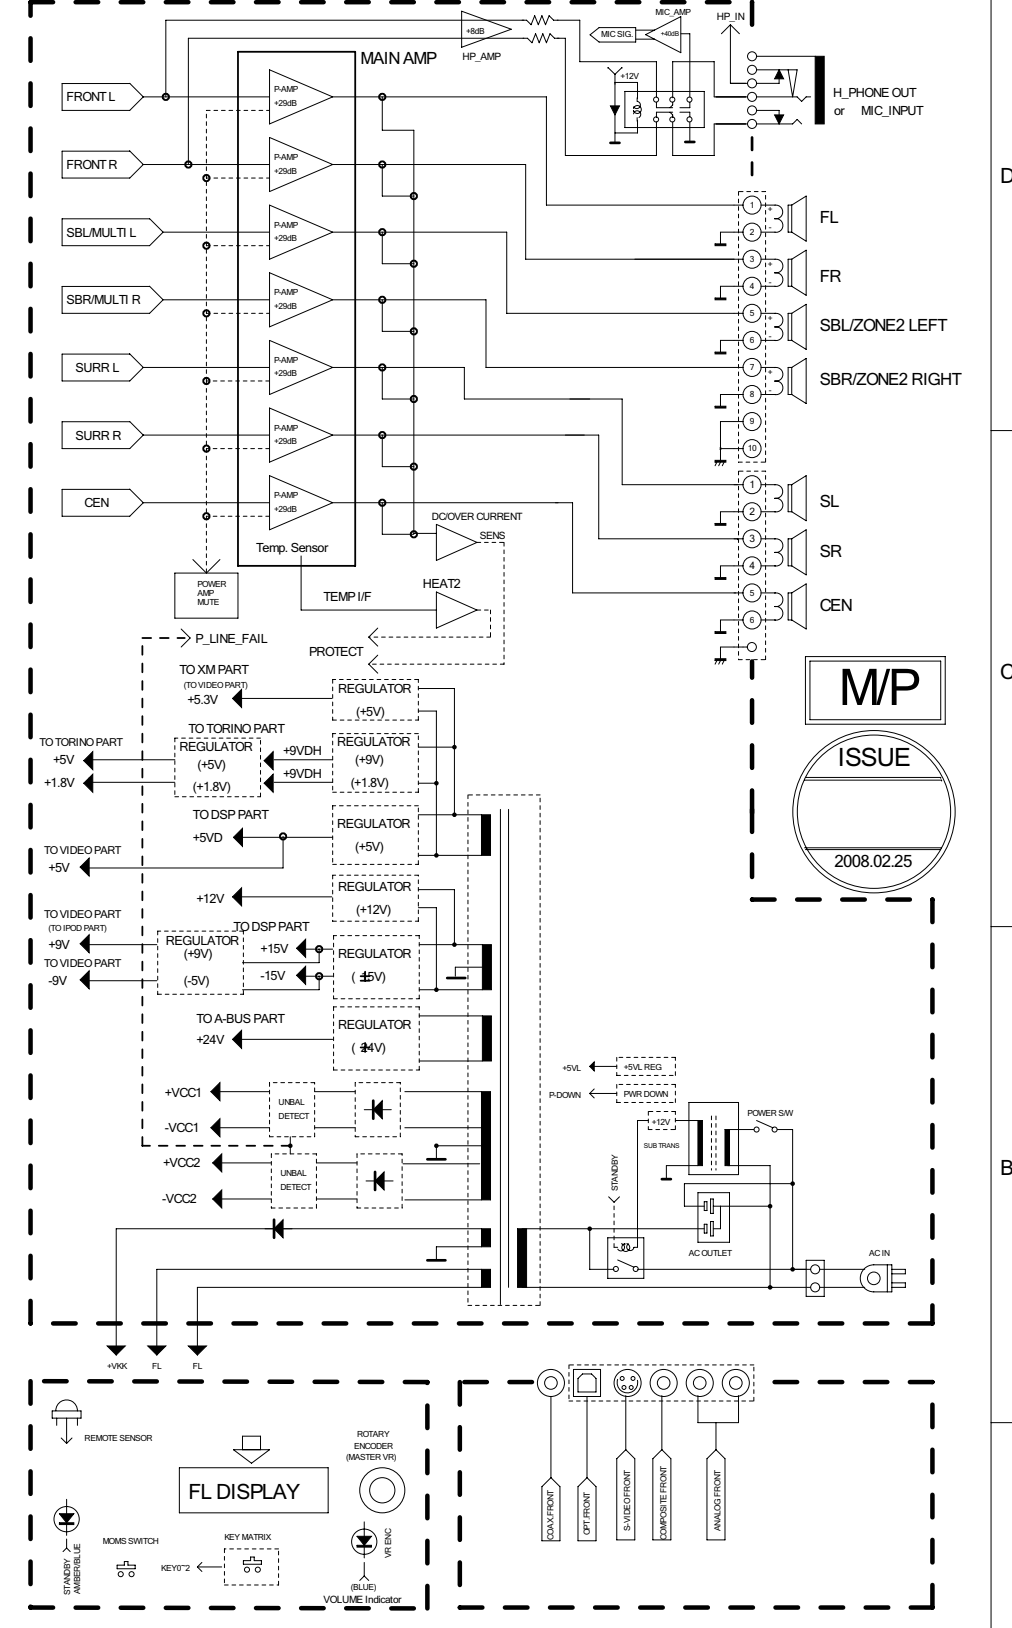 MIC_AMP
HP_IN
+8dB
HP_AMP
MIC SIG.
+40dB
MAIN AMP
+12V
H_PHONE OUT
or MIC_INPUT
FRONT L
P-AMP
+29dB
FRONT R
P-AMP
+29dB
D
SBL/MULTI L
P-AMP
+29dB
SBR/MULTI R
P-AMP
+29dB
SURR L
P-AMP
+29dB
SURR R
P-AMP
+29dB
CEN
P-AMP
+29dB
1
+
FL
2
-
3
+
FR
4
-
5
+
SBL/ZONE2 LEFT
6
-
7
+
SBR/ZONE2 RIGHT
8
-
9
10
1
SL
2
3
SR
4
5
CEN
6
DC/OVER CURRENT
SENS
Temp. Sensor
POWER
AMP
MUTE
TEMP I/F
HEAT2
P_LINE_FAIL
PROTECT
C
M/P
ISSUE
2008.02.25
TO XM PART
(TO VIDEO PART)
+5.3V
REGULATOR
(+5V)
TO TORINO PART
TO TORINO PART
+5V
+1.8V
REGULATOR
(+5V)
(+1.8V)
+9VDH
+9VDH
REGULATOR
(+9V)
(+1.8V)
TO DSP PART
+5VD
REGULATOR
(+5V)
TO VIDEO PART
+5V
+12V
REGULATOR
(+12V)
TO VIDEO PART
(TO IPOD PART)
+9V
TO VIDEO PART
-9V
REGULATOR
(+9V)
(-5V)
TO DSP PART
+15V
-15V
REGULATOR
(±15V)
TO A-BUS PART
+24V
REGULATOR
(+24V)
+VCC1
-VCC1
UNBAL
DETECT
+VCC2
-VCC2
UNBAL
DETECT
+5VL
+5VL REG
P-DOWN
PWR DOWN
+12V
SUB TRANS
POWER S/W
STANDBY
AC OUTLET
AC IN
B
+VKK
FL
FL
REMOTE SENSOR
ROTARY
ENCODER
(MASTER VR)
FL DISPLAY
STANDBY
AMBER/BLUE
MOMS SWITCH
KEY0~2
KEY MATRIX
VR ENC
(BLUE)
VOLUME Indicator
COAX.FRONT
OPT.FRONT
S-VIDEO FRONT
COMPOSITE FRONT
ANALOG FRONT